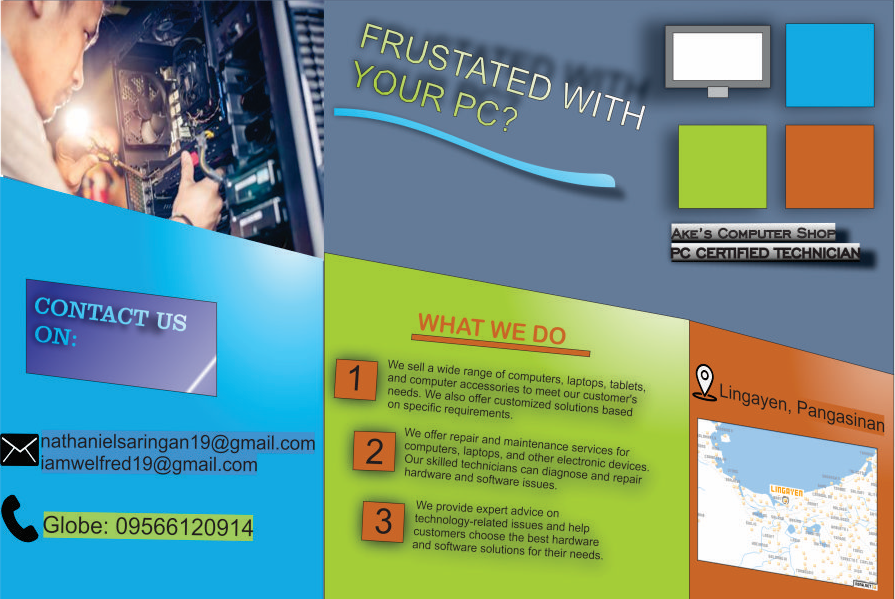 FRUSTATED WITH
YOUR PC?
AKE'S COMPUTER SHOP
PC CERTIFIED TECHNICIAN
CONTACT US
ON:
nathanielsaringan19@gmail.com
iamwelfred19@gmail.com
Globe: 09566120914
WHAT WE DO
1
We sell a wide range of computers, laptops, tablets,
and computer accessories to meet our customer's
needs. We also offer customized solutions based
on specific requirements.
2
We offer repair and maintenance services for
computers, laptops, and other electronic devices.
Our skilled technicians can diagnose and repair
hardware and software issues.
3
We provide expert advice on
technology-related issues and help
customers choose the best hardware
and software solutions for their needs.
Lingayen, Pangasinan
LINGAYEN